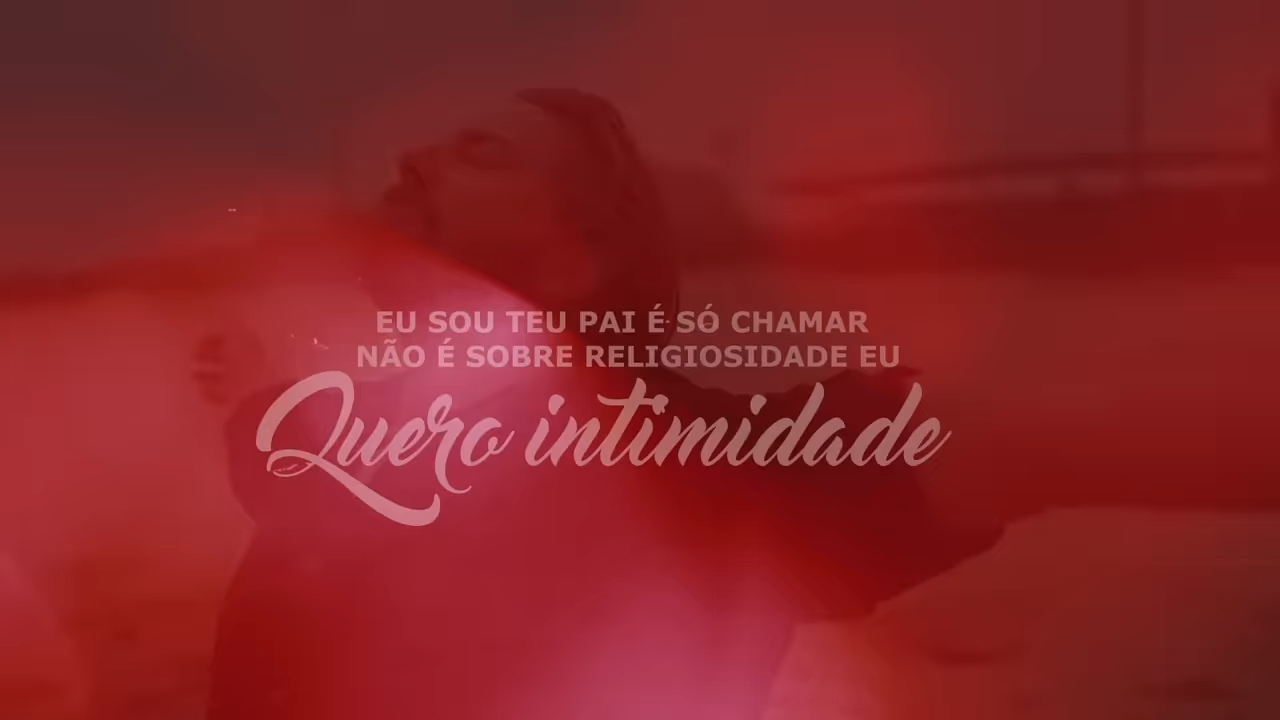 EU SOU TEU PAI É SÓ CHAMAR
NÃO É SOBRE RELIGIOSIDADE EU
Quero intimidade